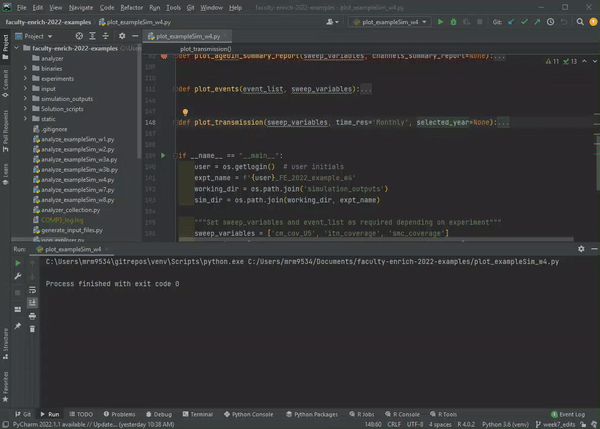 File Edit View Navigate Code Refactor Run Tools Git Window Help faculty-enrich-2022-examples - plot_exampleSim_w4.py
faculty-enrich-2022-examples plot_exampleSim_w4.py
plot_exampleSim_w4 Git:
Project
plot_exampleSim_w4.py
plot_transmission()
faculty-enrich-2022-examples
analyzer
binaries
experiments
input
simulation_outputs
Solution_scripts
static
.gitignore
analyze_exampleSim_w1.py
analyze_exampleSim_w2.py
analyze_exampleSim_w3a.py
analyze_exampleSim_w3b.py
analyze_exampleSim_w4.py
analyze_exampleSim_w7.py
analyze_exampleSim_w8.py
analyzer_collection.py
COMPS_log.log
generate_input_files.py
Project
Commit
Pull Requests
Learn
Structure
Favorites
def plot_agebin_summary_report(sweep_variables, channels_summary_report=None):...
11 13
def plot_events(event_list, sweep_variables):...
148 def plot_transmission(sweep_variables, time_res='Monthly', selected_year=None):...
if __name__ == "__main__":
user = os.getlogin() # user initials
expt_name = f'{user}_FE_2022_example_w4'
working_dir = os.path.join('simulation_outputs')
sim_dir = os.path.join(working_dir, expt_name)
"""Set sweep_variables and event_list as required depending on experiment"""
sweep_variables = ['cm_cov_U5', 'itn_coverage', 'smc_coverage']
Run: plot_exampleSim_w4
C:\Users\mrm9534\gitrepos\venv\Scripts\python.exe C:/Users/mrm9534/Documents/faculty-enrich-2022-examples/plot_exampleSim_w4.py
Process finished with exit code 0
Git Run TODO Problems Debug Terminal Python Console Python Packages R Jobs R Console R Tools Event Log
PyCharm 2022.1.1 available // Update... (yesterday 10:38 AM) 148:60 CRLF UTF-8 4 spaces R 4.0.2 Python 3.6 (venv) week7_edits